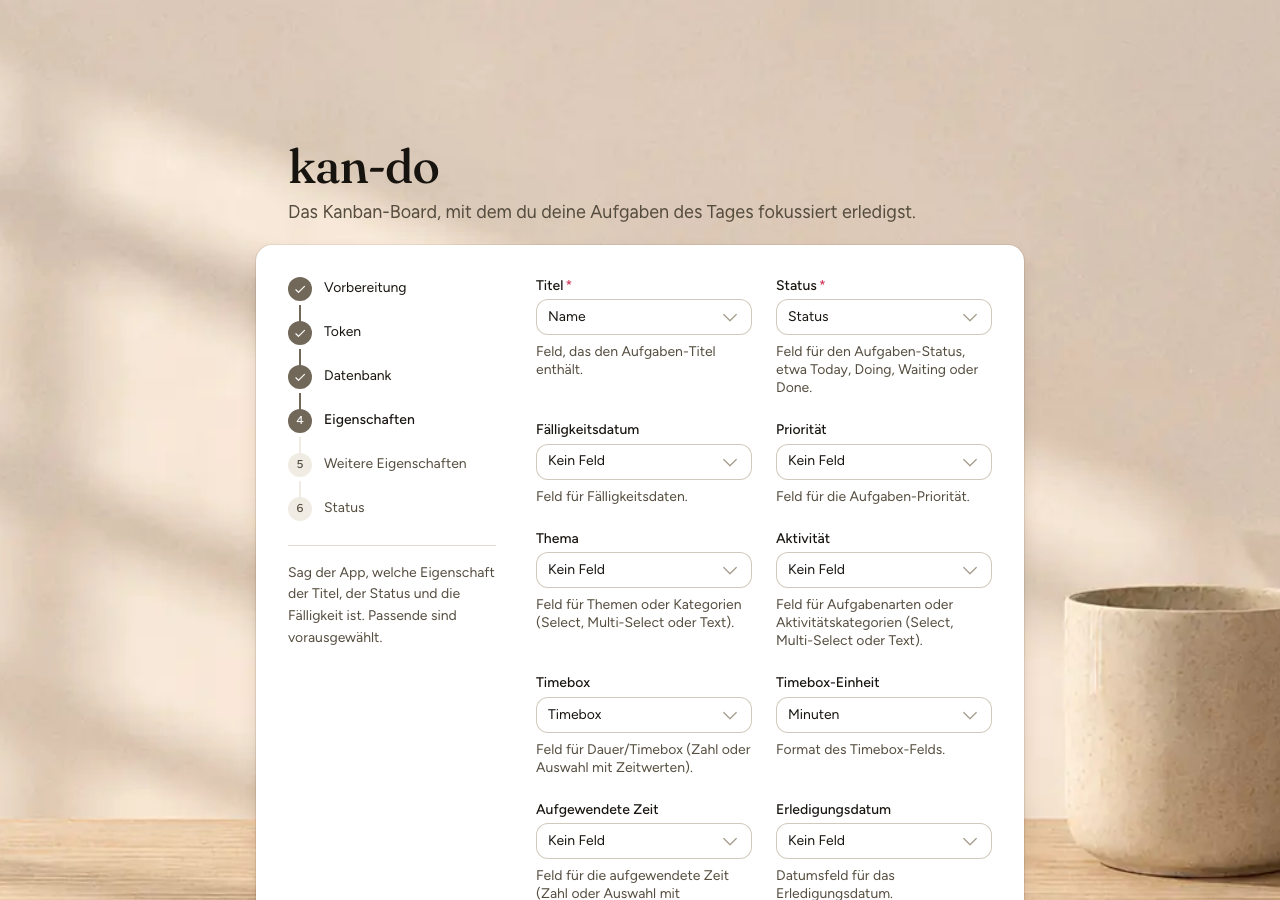 kan-do
Das Kanban-Board, mit dem du deine Aufgaben des Tages fokussiert erledigst.
Vorbereitung
Token
Datenbank
4 Eigenschaften
5 Weitere Eigenschaften
6 Status
Sag der App, welche Eigenschaft
der Titel, der Status und die
Fälligkeit ist. Passende sind
vorausgewählt.
Titel *
Name
Feld, das den Aufgaben-Titel
enthält.
Status *
Status
Feld für den Aufgaben-Status,
etwa Today, Doing, Waiting oder
Done.
Fälligkeitsdatum
Kein Feld
Feld für Fälligkeitsdaten.
Priorität
Kein Feld
Feld für die Aufgaben-Priorität.
Thema
Kein Feld
Feld für Themen oder Kategorien
(Select, Multi-Select oder Text).
Aktivität
Kein Feld
Feld für Aufgabenarten oder
Aktivitätskategorien (Select,
Multi-Select oder Text).
Timebox
Timebox
Feld für Dauer/Timebox (Zahl oder
Auswahl mit Zeitwerten).
Timebox-Einheit
Minuten
Format des Timebox-Felds.
Aufgewendete Zeit
Kein Feld
Feld für die aufgewendete Zeit
(Zahl oder Auswahl mit
Erledigungsdatum
Kein Feld
Datumsfeld für das
Erledigungsdatum.